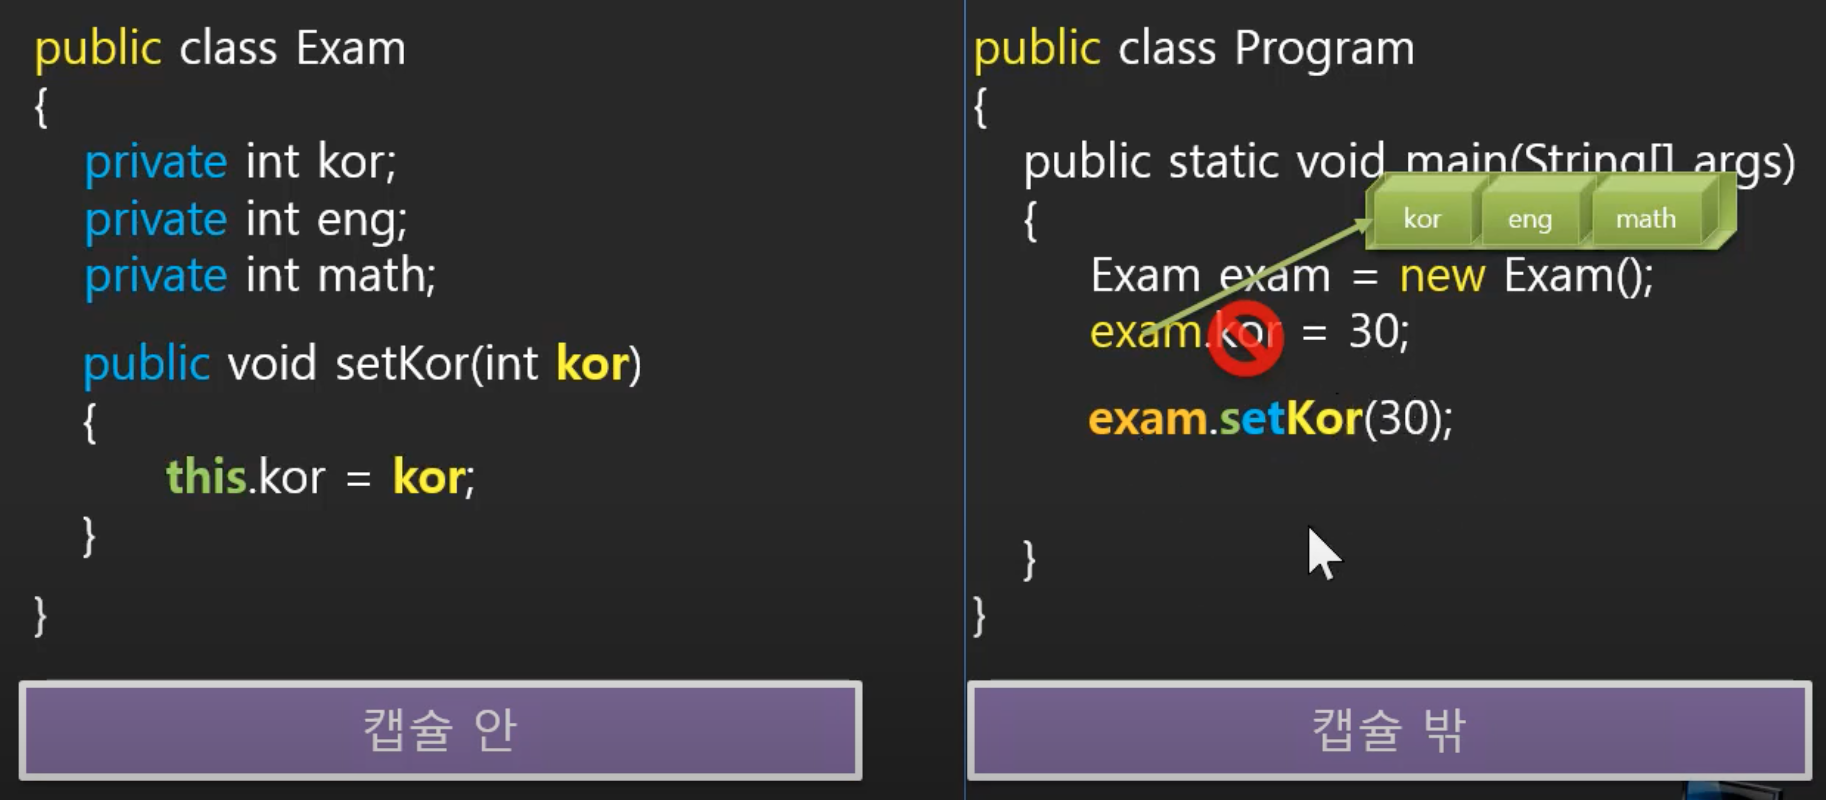 public class Exam
{
private int kor;
private int eng;
private int math;
public void setKor(int kor)
{
this.kor = kor;
}
}
캡슐 안
public class Program
{
public static void main(String[] args)
{
kor eng math
Exam exam = new Exam();
exam.kor = 30;
exam.setKor(30);
}
}
캡슐 밖